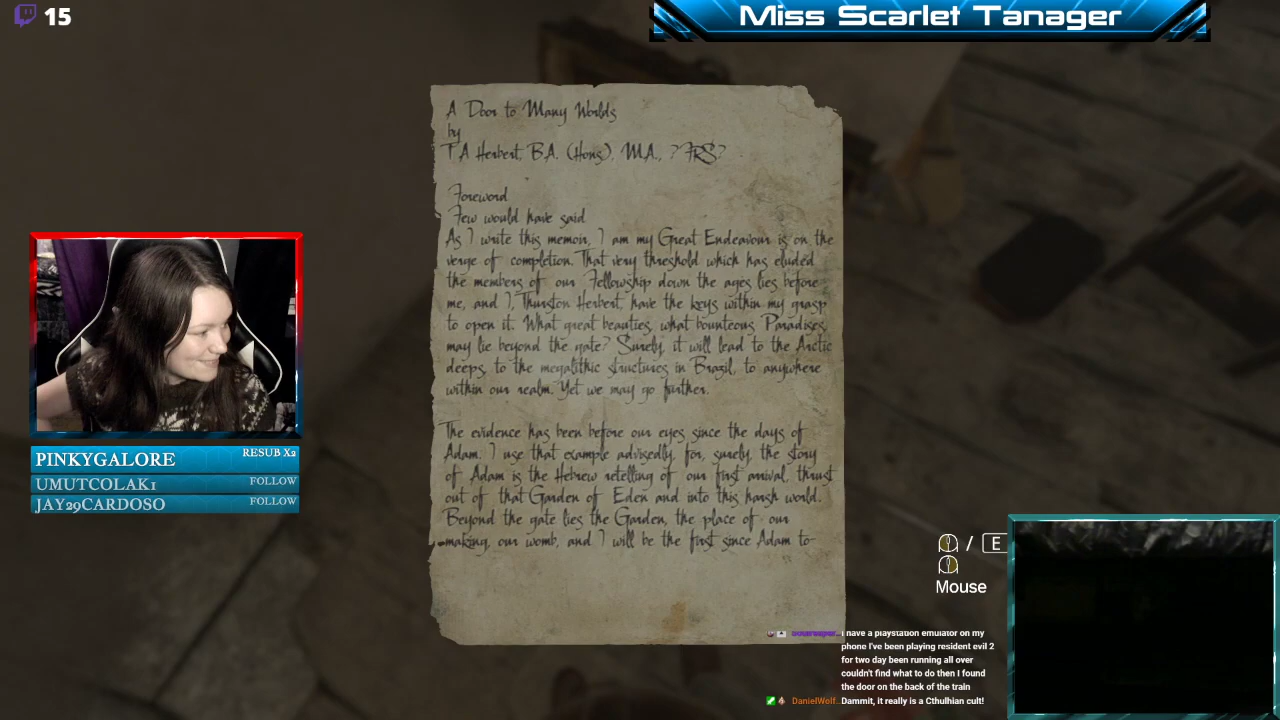 15
Miss Scarlet Tanager
A Door to Many Worlds
by
T.A Herbert, B.A. (Hons), M.A., ?FRS?
Foreword
Few would have said
As I write this memoir, I am my Great Endeavour is on the
verge of completion. That very threshold which has eluded
the members of our Fellowship down the ages lies before
me, and I, Thurston Herbert, have the keys within my grasp
to open it. What great beauties, what bounteous Paradises,
may lie beyond the gate? Surely, it will lead to the Arctic
deeps, to the megalithic structures in Brazil, to anywhere
within our realm. Yet we may go further.
The evidence has been before our eyes since the days of
Adam. I use that example advisedly, for, surely, the story
of Adam is the Hebrew retelling of our first arrival, thrust
out of that Garden of Eden and into this harsh world.
Beyond the gate lies the Garden, the place of our
making, our womb, and I will be the first since Adam to-
PINKYGALORE RESUB X2
UMUTCOLAK1 FOLLOW
JAY29CARDOSO FOLLOW
/ E
Mouse
I have a playstation emulator on my
phone I've been playing resident evil 2
for two day been running all over
couldn't find what to do then I found
the door on the back of the train
DanielWolf... Dammit, it really is a Cthulhian cult!